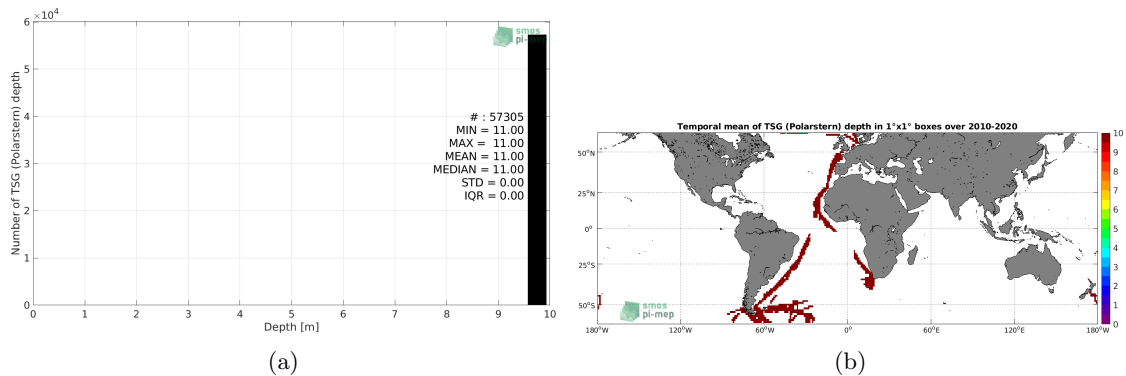 ×10⁴
6
5
4
3
2
1
0
Number of TSG (Polarstern) depth
smos
pi-mep
# : 57305
MIN = 11.00
MAX = 11.00
MEAN = 11.00
MEDIAN = 11.00
STD = 0.00
IQR = 0.00
0 1 2 3 4 5 6 7 8 9 10
Depth [m]
(a)
Temporal mean of TSG (Polarstern) depth in 1°x1° boxes over 2010-2020
50°N
25°N
0°
25°S
50°S
smos
pi-mep
180°W 120°W 60°W 0° 60°E 120°E 180°W
10
9
8
7
6
5
4
3
2
1
0
(b)